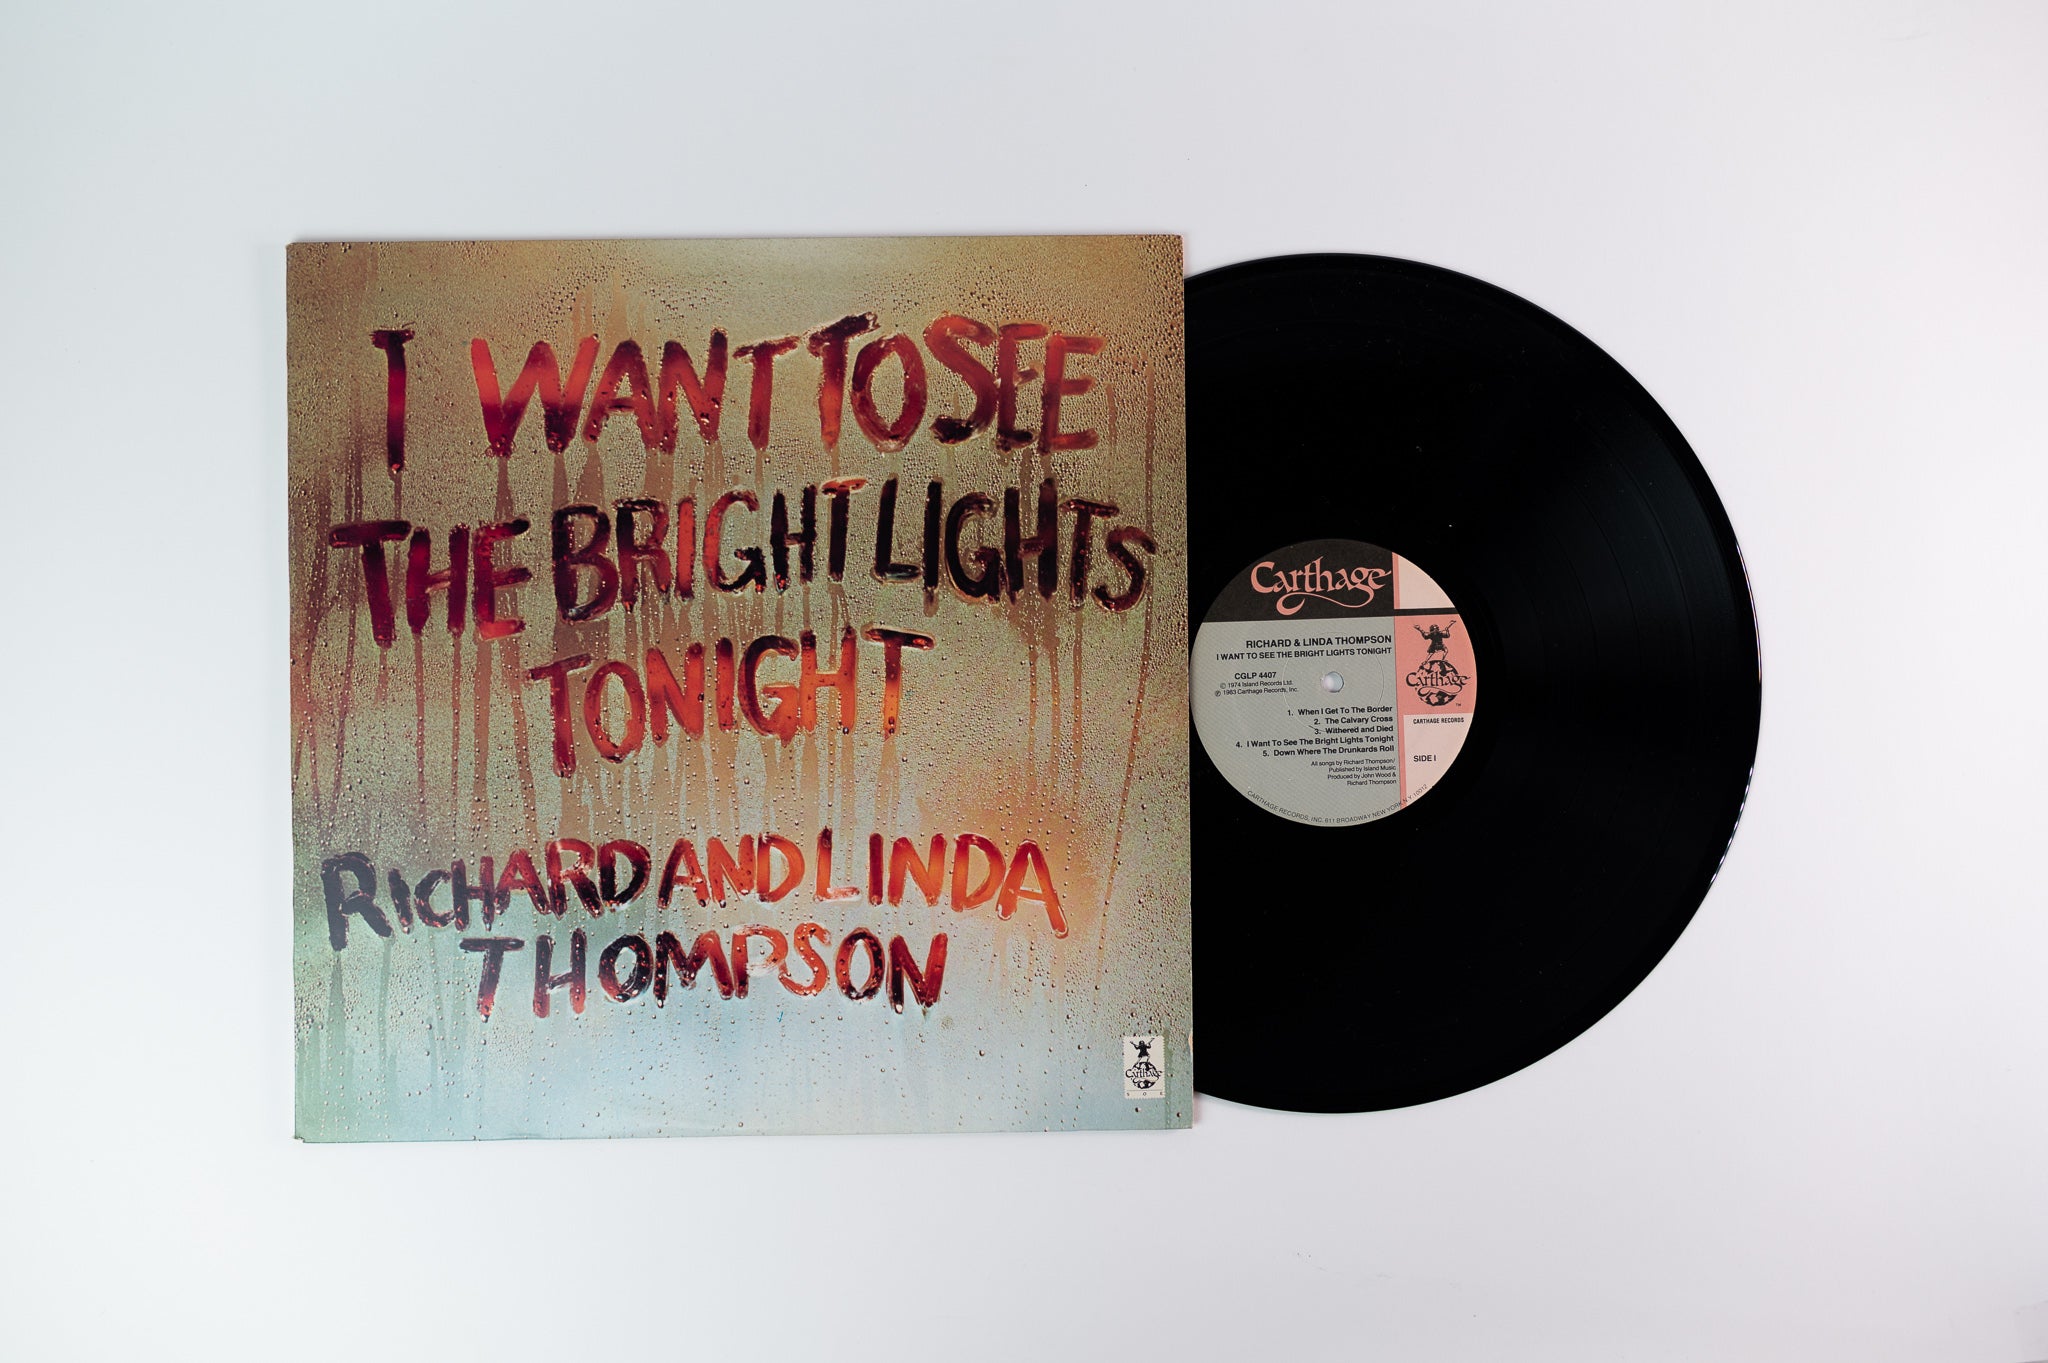 I WANT TO SEE
THE BRIGHT LIGHTS
TONIGHT
RICHARD AND LINDA
THOMPSON
Carthage
Carthage
RICHARD & LINDA THOMPSON
I WANT TO SEE THE BRIGHT LIGHTS TONIGHT
CGLP 4407
Ⓒ 1974 Island Records Ltd.
Ⓟ 1983 Carthage Records, Inc.
1. When I Get To The Border
2. The Calvary Cross
3. Withered and Died
4. I Want To See The Bright Lights Tonight
5. Down Where The Drunkards Roll
All songs by Richard Thompson/
Published by Island Music
Produced by John Wood &
Richard Thompson
Carthage
TM
CARTHAGE RECORDS
SIDE I
CARTHAGE RECORDS, INC. 611 BROADWAY NEW YORK N.Y. 10012